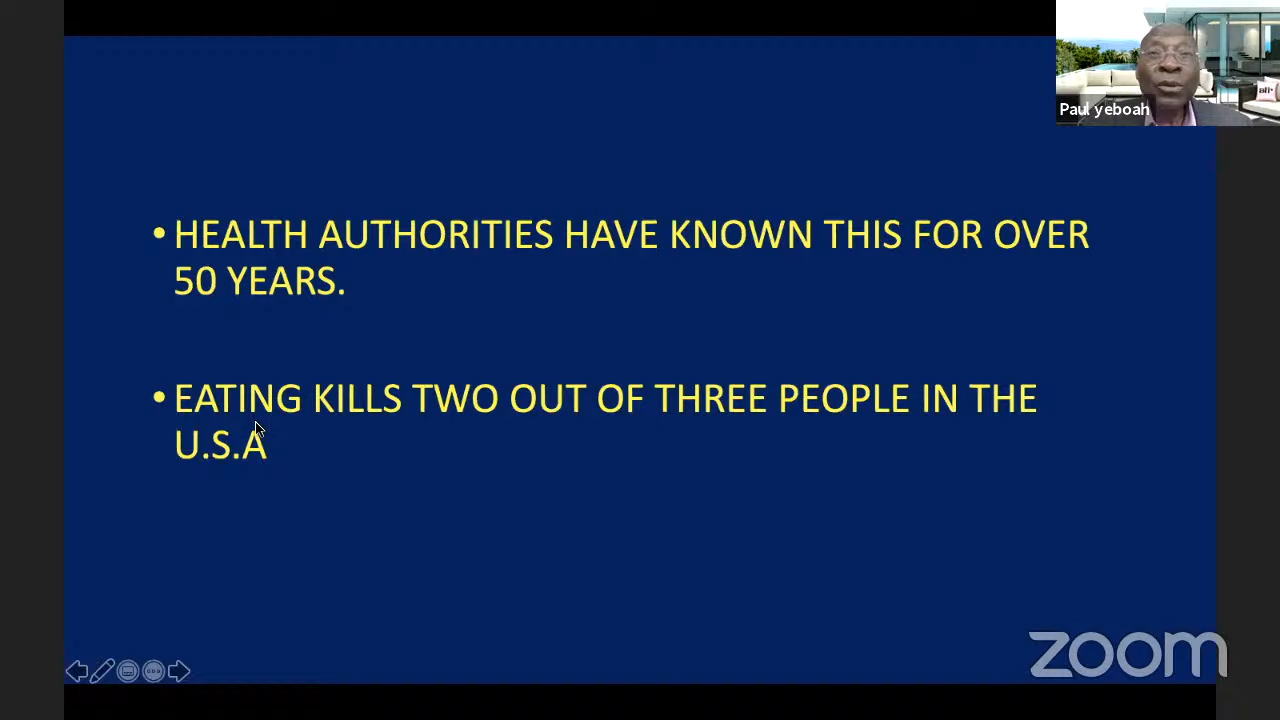 Paul yeboah
• HEALTH AUTHORITIES HAVE KNOWN THIS FOR OVER
50 YEARS.
• EATING KILLS TWO OUT OF THREE PEOPLE IN THE
U.S.A
zoom